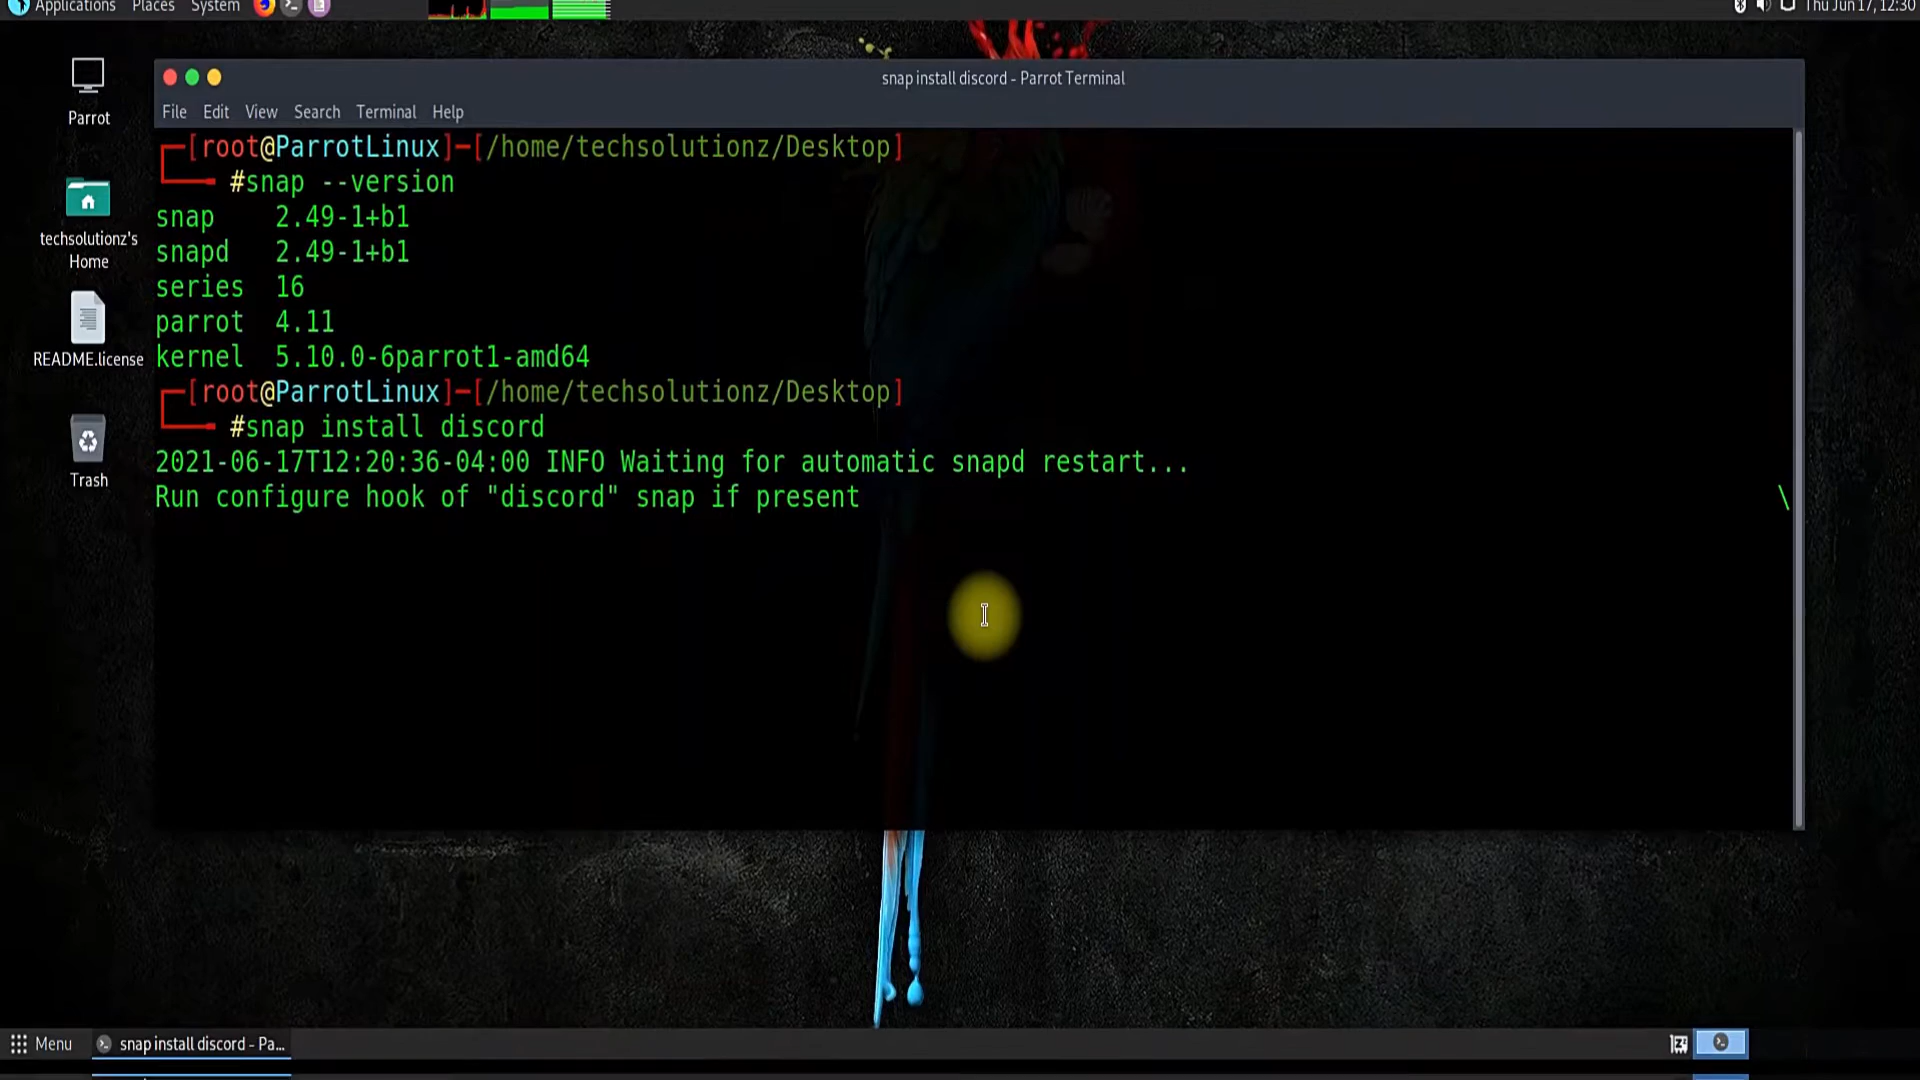 Applications Places System
Thu Jun 17, 12:30
snap install discord - Parrot Terminal
File Edit View Search Terminal Help
[root@ParrotLinux]─[/home/techsolutionz/Desktop]
#snap --version
snap 2.49-1+b1
snapd 2.49-1+b1
series 16
parrot 4.11
kernel 5.10.0-6parrot1-amd64
[root@ParrotLinux]─[/home/techsolutionz/Desktop]
#snap install discord
2021-06-17T12:20:36-04:00 INFO Waiting for automatic snapd restart...
Run configure hook of "discord" snap if present \
Parrot
techsolutionz's
Home
README.license
Trash
Menu
snap install discord - Pa...